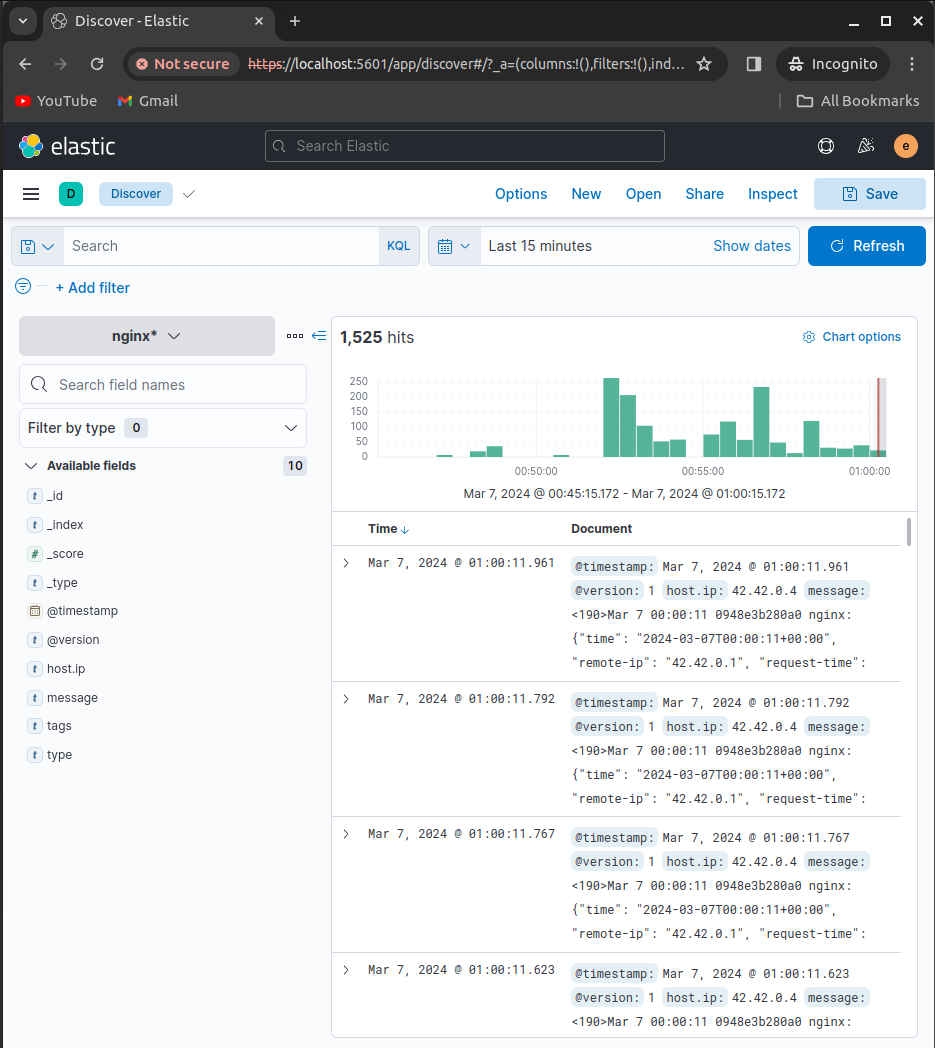 Discover - Elastic
Not secure https://localhost:5601/app/discover#/?_a=(columns:!(),filters:!(),ind... Incognito
YouTube Gmail All Bookmarks
elastic Search Elastic e
D Discover Options New Open Share Inspect Save
Search KQL Last 15 minutes Show dates Refresh
+ Add filter
nginx*
Search field names
Filter by type 0
Available fields 10
t _id
t _index
# _score
t _type
@timestamp
t @version
t host.ip
t message
t tags
t type
1,525 hits Chart options
250
200
150
100
50
0
00:50:00 00:55:00 01:00:00
Mar 7, 2024 @ 00:45:15.172 - Mar 7, 2024 @ 01:00:15.172
Time Document
Mar 7, 2024 @ 01:00:11.961 @timestamp: Mar 7, 2024 @ 01:00:11.961
@version: 1 host.ip: 42.42.0.4 message:
<190>Mar 7 00:00:11 0948e3b280a0 nginx:
{"time": "2024-03-07T00:00:11+00:00",
"remote-ip": "42.42.0.1", "request-time":
Mar 7, 2024 @ 01:00:11.792 @timestamp: Mar 7, 2024 @ 01:00:11.792
@version: 1 host.ip: 42.42.0.4 message:
<190>Mar 7 00:00:11 0948e3b280a0 nginx:
{"time": "2024-03-07T00:00:11+00:00",
"remote-ip": "42.42.0.1", "request-time":
Mar 7, 2024 @ 01:00:11.767 @timestamp: Mar 7, 2024 @ 01:00:11.767
@version: 1 host.ip: 42.42.0.4 message:
<190>Mar 7 00:00:11 0948e3b280a0 nginx:
{"time": "2024-03-07T00:00:11+00:00",
"remote-ip": "42.42.0.1", "request-time":
Mar 7, 2024 @ 01:00:11.623 @timestamp: Mar 7, 2024 @ 01:00:11.623
@version: 1 host.ip: 42.42.0.4 message:
<190>Mar 7 00:00:11 0948e3b280a0 nginx: